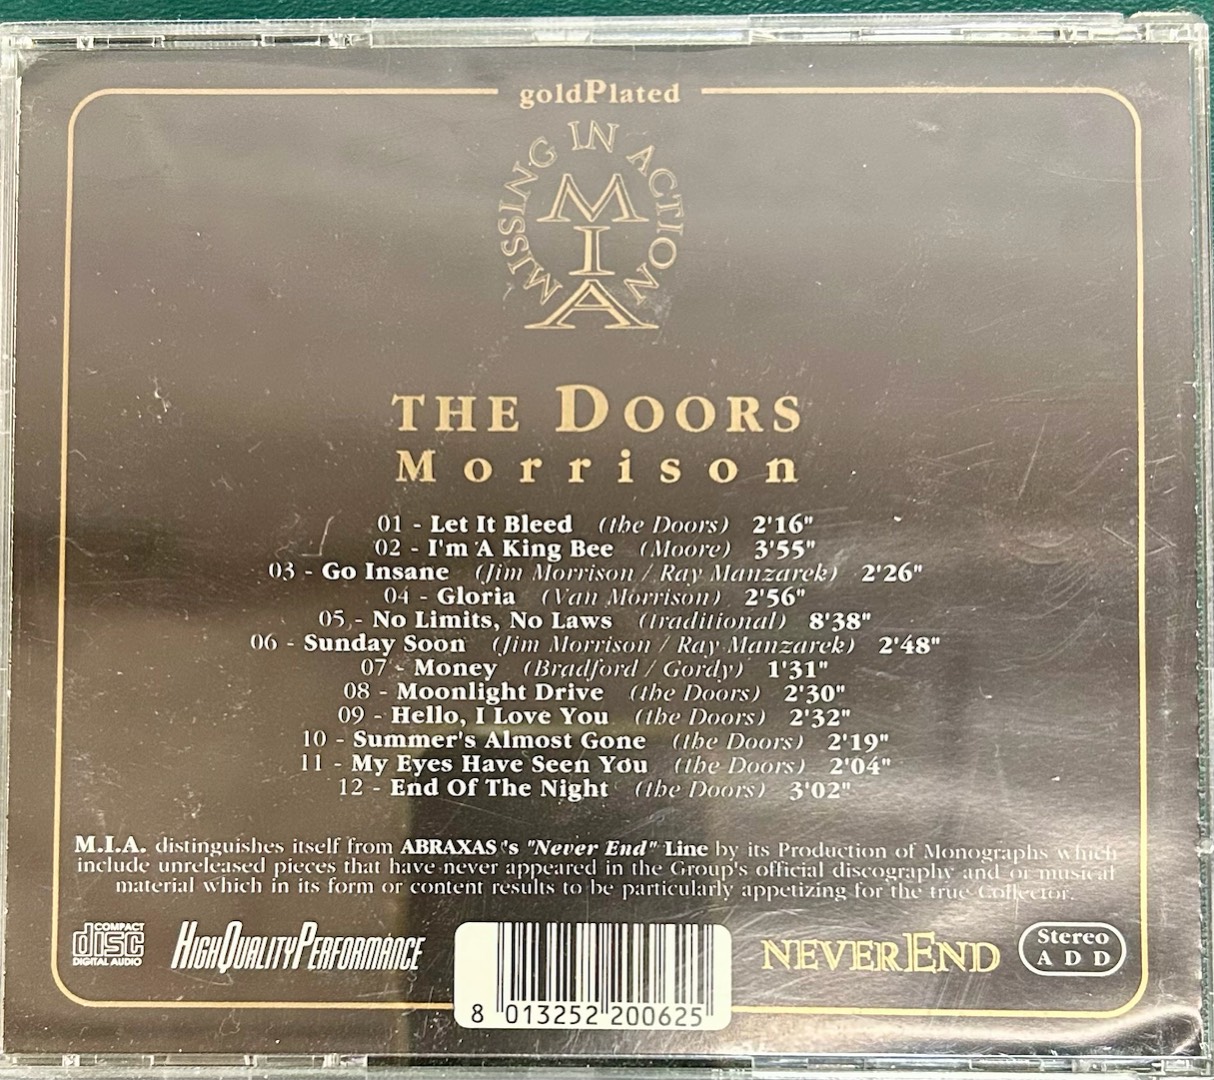 goldPlated
MISSING IN ACTION
M
I
A
THE DOORS
Morrison
01 - Let It Bleed (the Doors) 2'16"
02 - I'm A King Bee (Moore) 3'55"
03 - Go Insane (Jim Morrison / Ray Manzarek) 2'26"
04 - Gloria (Van Morrison) 2'56"
05 - No Limits, No Laws (traditional) 8'38"
06 - Sunday Soon (Jim Morrison / Ray Manzarek) 2'48"
07 - Money (Bradford / Gordy) 1'31"
08 - Moonlight Drive (the Doors) 2'30"
09 - Hello, I Love You (the Doors) 2'32"
10 - Summer's Almost Gone (the Doors) 2'19"
11 - My Eyes Have Seen You (the Doors) 2'04"
12 - End Of The Night (the Doors) 3'02"
M.I.A. distinguishes itself from ABRAXAS 's "Never End" Line by its Production of Monographs which
include unreleased pieces that have never appeared in the Group's official discography and or musical
material which in its form or content results to be particularly appetizing for the true Collector.
COMPACT
disc
DIGITAL AUDIO
HIGHQUALITYPERFORMANCE
8 013252 200625
NEVEREND
Stereo
A D D